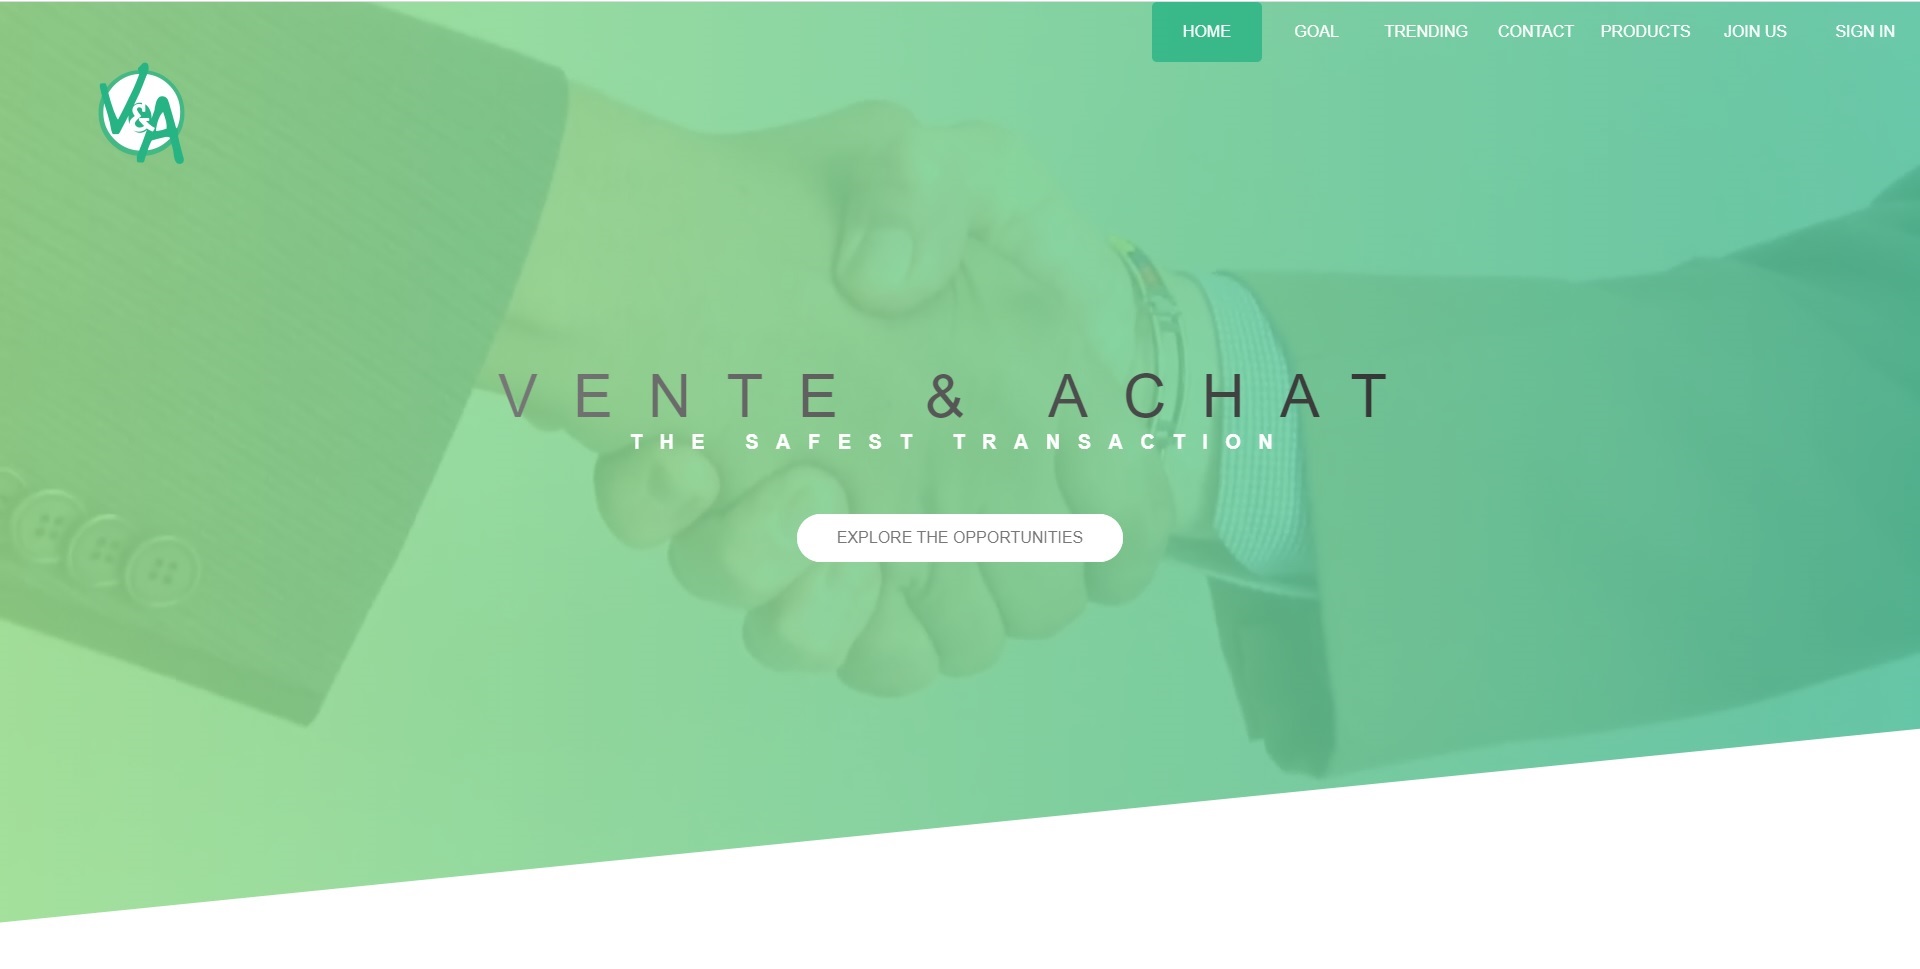 HOME GOAL TRENDING CONTACT PRODUCTS JOIN US SIGN IN
V&A
VENTE & ACHAT
THE SAFEST TRANSACTION
EXPLORE THE OPPORTUNITIES